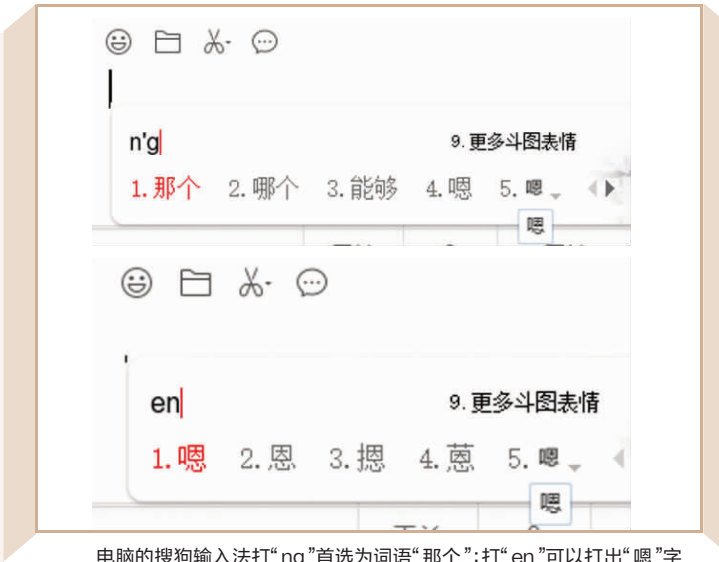 n'g
9.更多斗图表情
1.那个 2.哪个 3.能够 4.嗯 5.嗯
嗯
en
9.更多斗图表情
1.嗯 2.恩 3.摁 4.蒽 5.嗯
嗯
电脑的搜狗输入法打“ng”首选为词语“那个”;打“en”可以打出“嗯”字